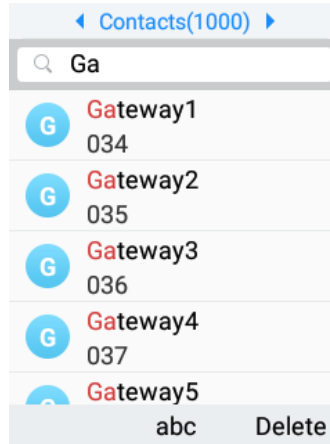 Contacts(1000)
Ga
G
Gateway1
034
G
Gateway2
035
G
Gateway3
036
G
Gateway4
037
Gateway5
abc Delete